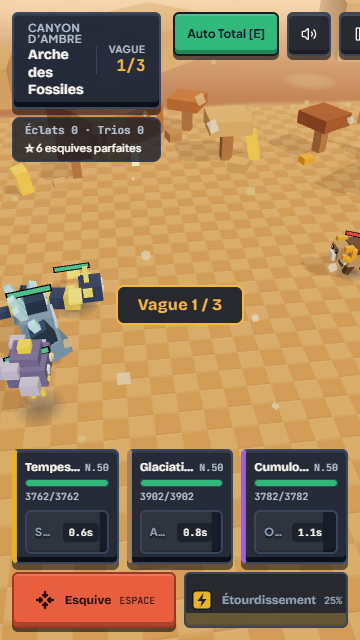 CANYON
D'AMBRE
Arche
des
Fossiles
VAGUE
1/3
Auto Total [E]
Éclats 0 · Trios 0
☆ 6 esquives parfaites
Vague 1 / 3
Tempes... N.50
3762/3762
S... 0.6s
Glaciati... N.50
3902/3902
A... 0.8s
Cumulo... N.50
3782/3782
O... 1.1s
Esquive ESPACE
Étourdissement 25%